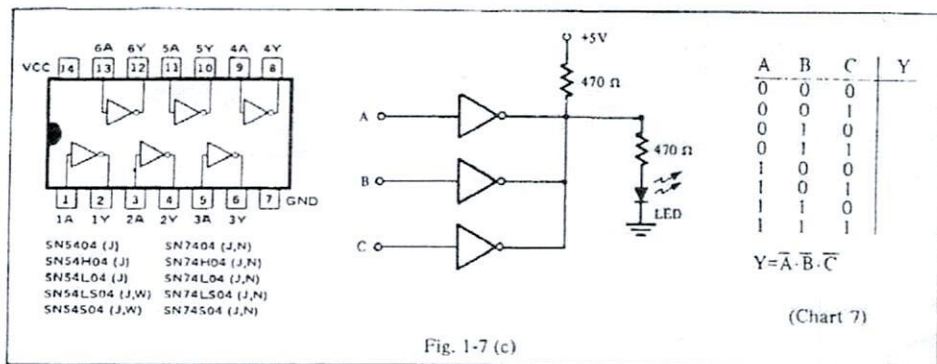 6A 6Y 5A 5Y 4A 4Y
VCC 14 13 12 11 10 9 8
1 2 3 4 5 6 7 GND
1A 1Y 2A 2Y 3A 3Y
SN5404 (J) SN7404 (J,N)
SN54H04 (J) SN74H04 (J,N)
SN54L04 (J) SN74L04 (J,N)
SN54LS04 (J,W) SN74LS04 (J,N)
SN54S04 (J,W) SN74S04 (J,N)
+5V
470 Ω
A
B
C
470 Ω
LED
A B C Y
0 0 0
0 0 1
0 1 0
0 1 1
1 0 0
1 0 1
1 1 0
1 1 1
Y=A̅·B̅·C̅
(Chart 7)
Fig. 1-7 (c)